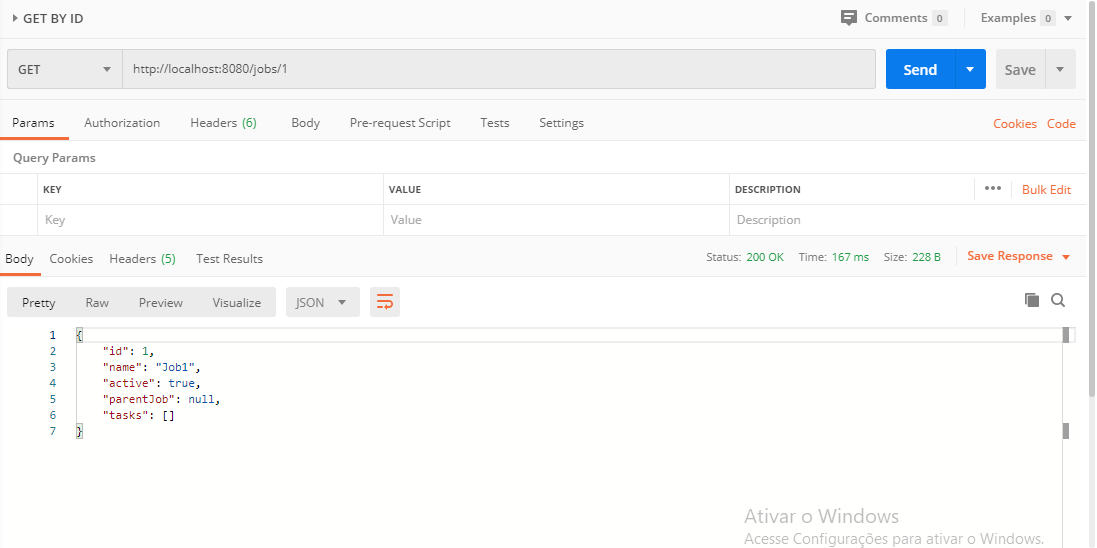 GET BY ID
Comments 0 Examples 0
GET http://localhost:8080/jobs/1 Send Save
Params Authorization Headers (6) Body Pre-request Script Tests Settings Cookies Code
Query Params
KEY VALUE DESCRIPTION ••• Bulk Edit
Key Value Description
Body Cookies Headers (5) Test Results Status: 200 OK Time: 167 ms Size: 228 B Save Response
Pretty Raw Preview Visualize JSON
1 {
2 "id": 1,
3 "name": "Job1",
4 "active": true,
5 "parentJob": null,
6 "tasks": []
7 }
Ativar o Windows
Acesse Configurações para ativar o Windows.